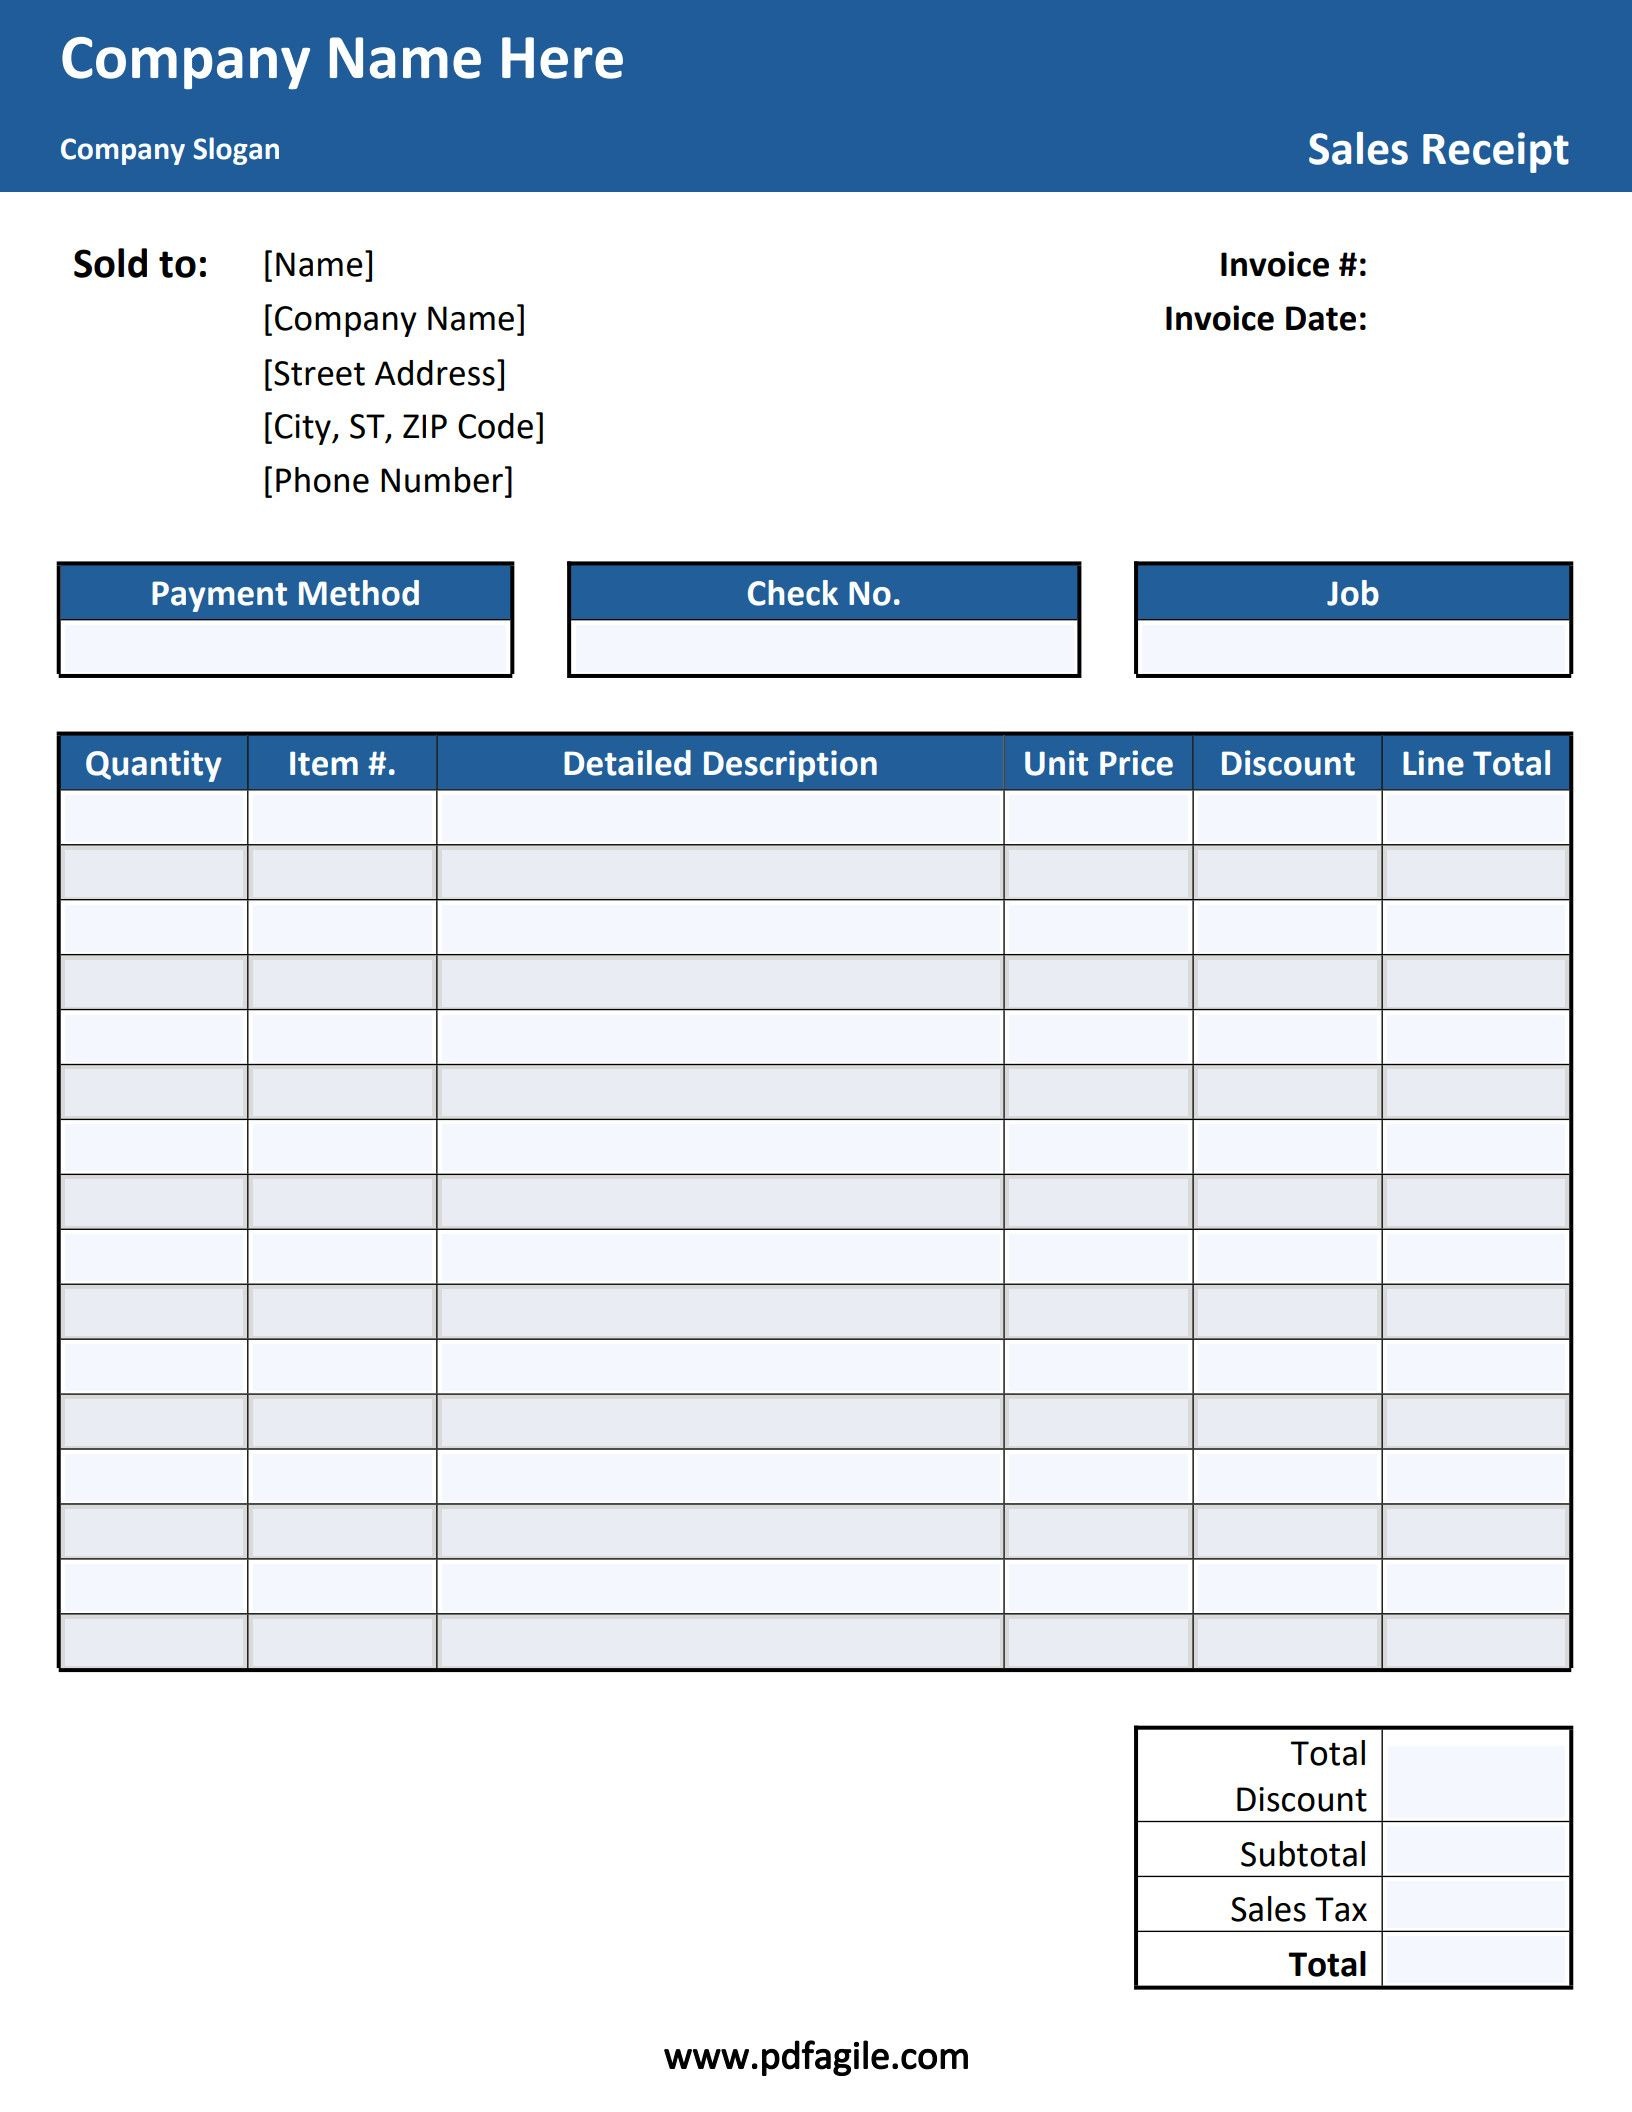 Company Name Here
Company Slogan
Sales Receipt
Sold to:
[Name]
[Company Name]
[Street Address]
[City, ST, ZIP Code]
[Phone Number]
Invoice #:
Invoice Date:
Payment Method
Check No.
Job
Quantity Item #. Detailed Description Unit Price Discount Line Total
Total
Discount
Subtotal
Sales Tax
Total
www.pdfagile.com